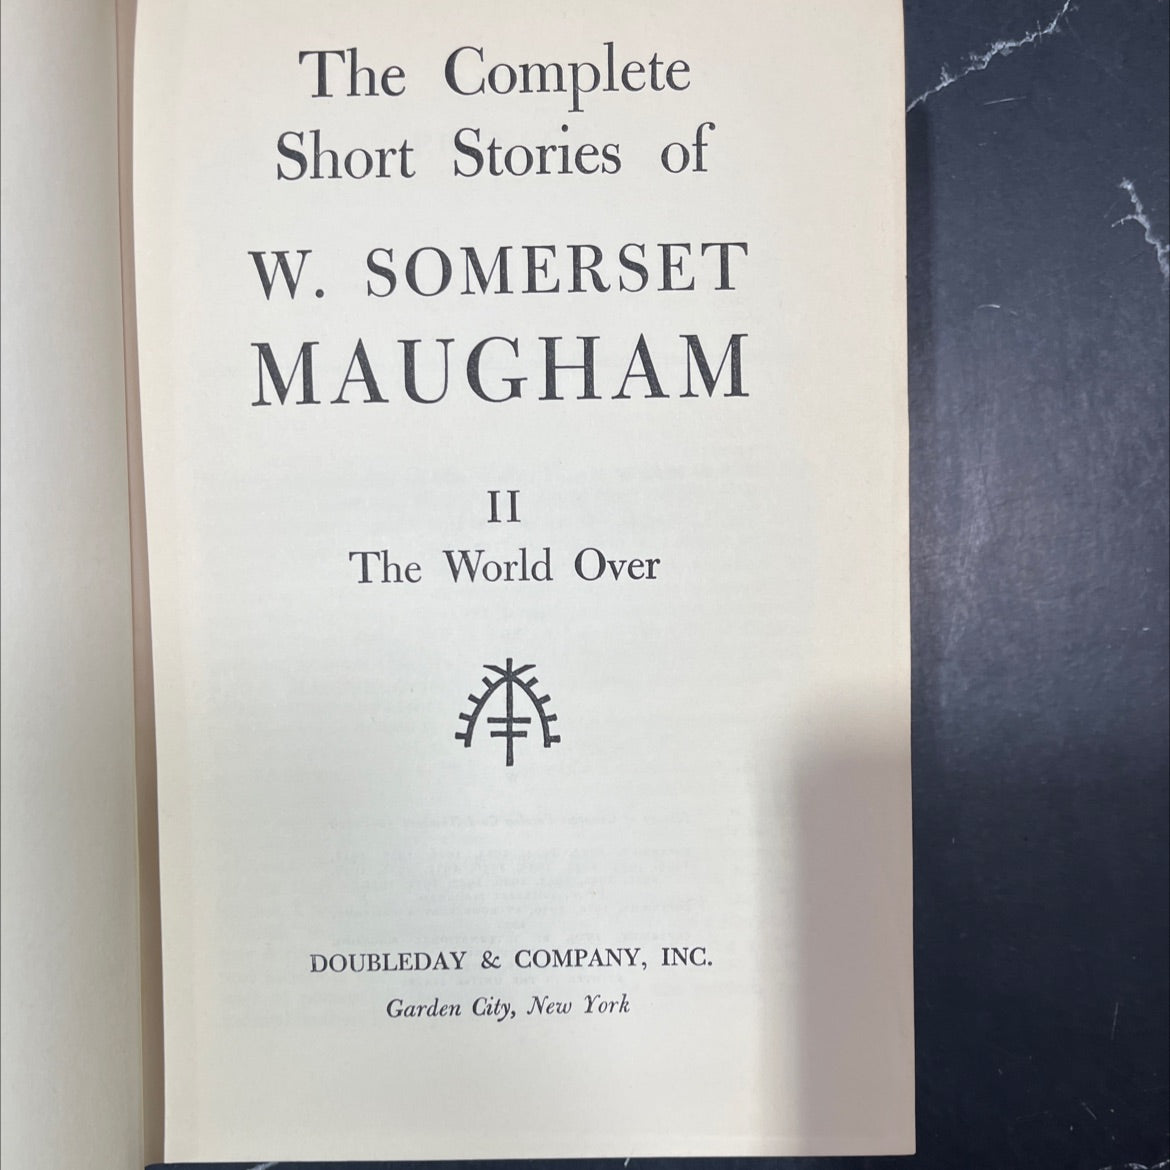 The Complete
Short Stories of
W. SOMERSET
MAUGHAM
II
The World Over
DOUBLEDAY & COMPANY, INC.
Garden City, New York